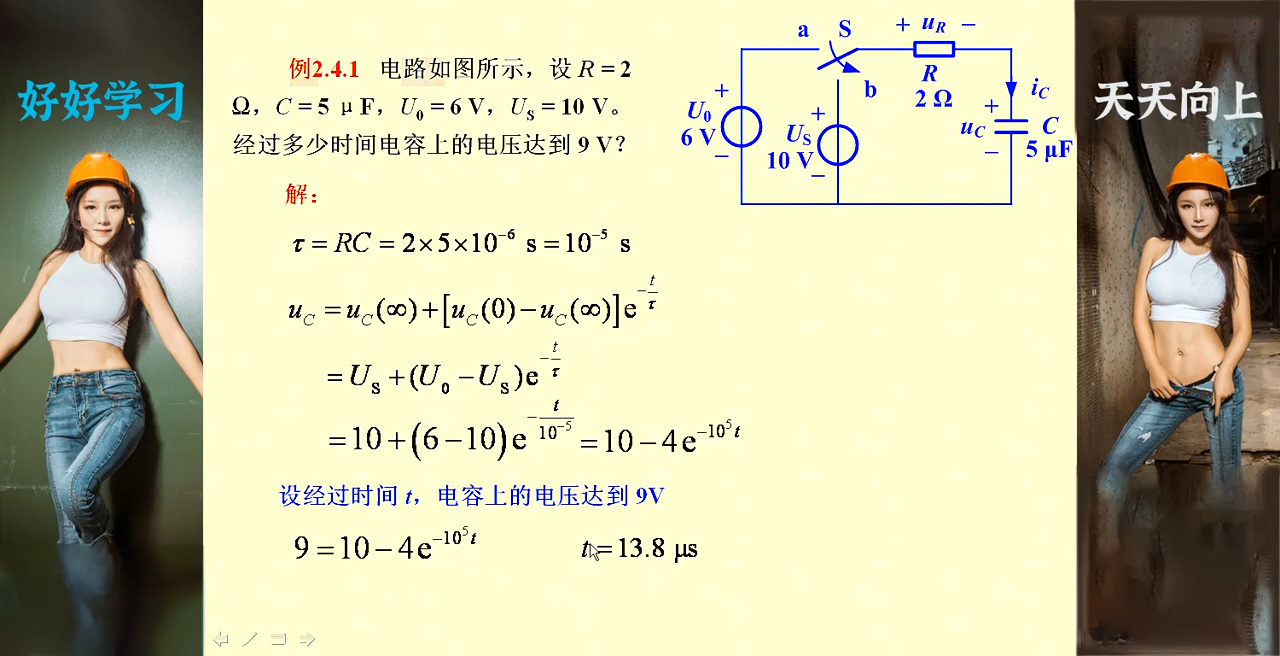 好好学习
天天向上
例2.4.1 电路如图所示，设 R = 2
Ω，C = 5 μF，U₀ = 6 V，U_S = 10 V。
经过多少时间电容上的电压达到 9 V？
a S + u_R −
R
2 Ω
b
i_C
+
U₀
6 V
−
+
U_S
10 V
−
+
u_C C
− 5 μF
解：
τ = RC = 2×5×10⁻⁶ s = 10⁻⁵ s
u_C = u_C(∞) + [u_C(0) − u_C(∞)]e^{−t/τ}
= U_S + (U₀ − U_S)e^{−t/τ}
= 10 + (6 − 10)e^{−t/10⁻⁵} = 10 − 4e^{−10⁵t}
设经过时间 t，电容上的电压达到 9V
9 = 10 − 4e^{−10⁵t} t = 13.8 μs